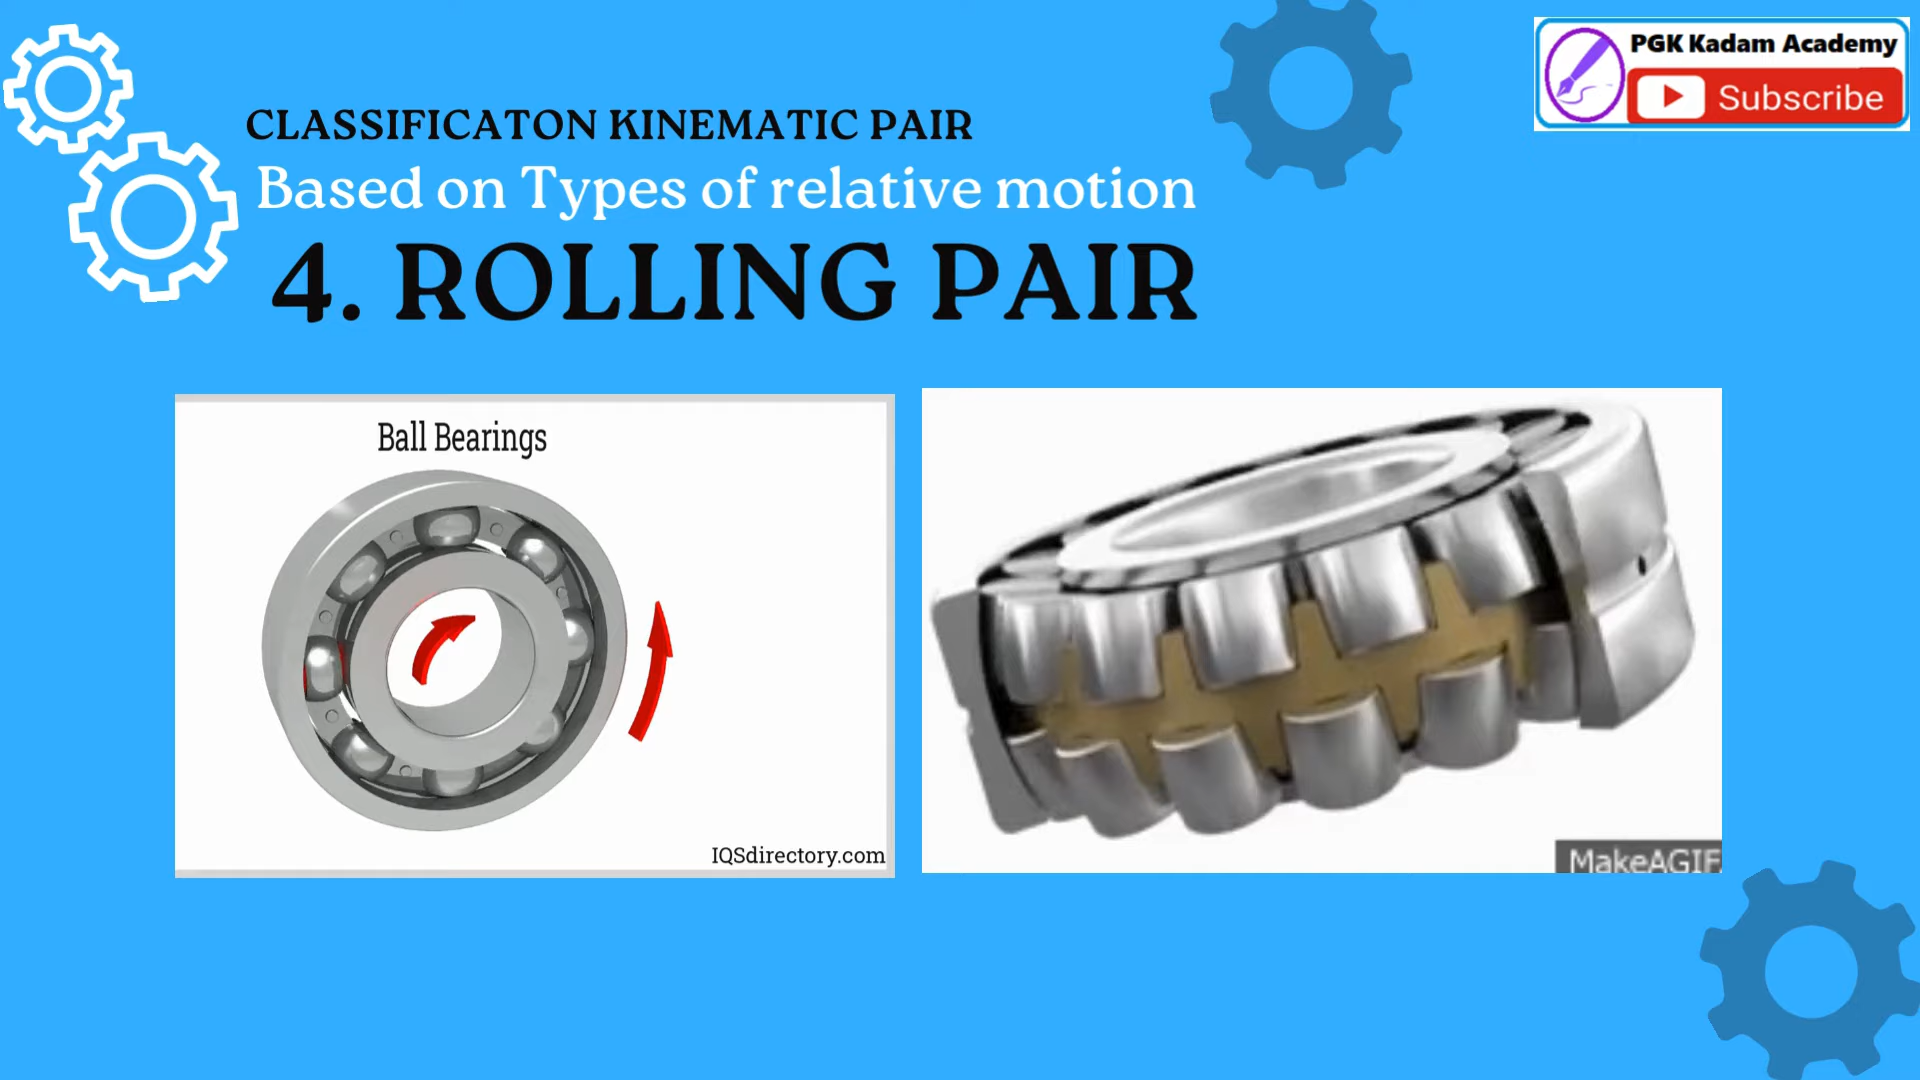 PGK Kadam Academy
Subscribe
CLASSIFICATON KINEMATIC PAIR
Based on Types of relative motion
4. ROLLING PAIR
Ball Bearings
IQSdirectory.com
MakeAGIF